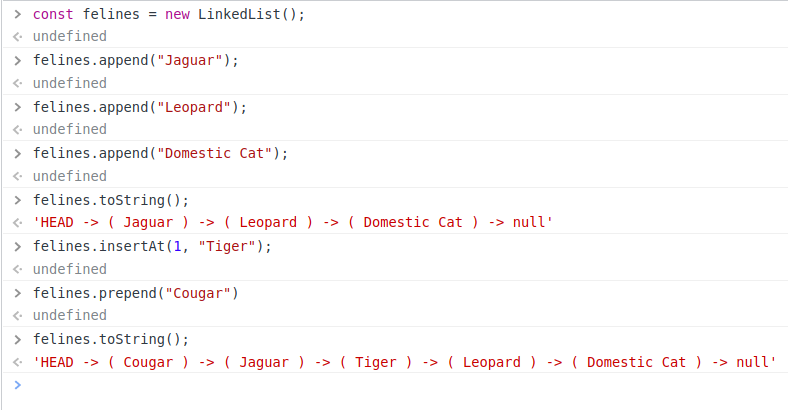 > const felines = new LinkedList();
<· undefined
> felines.append("Jaguar");
<· undefined
> felines.append("Leopard");
<· undefined
> felines.append("Domestic Cat");
<· undefined
> felines.toString();
<· 'HEAD -> ( Jaguar ) -> ( Leopard ) -> ( Domestic Cat ) -> null'
> felines.insertAt(1, "Tiger");
<· undefined
> felines.prepend("Cougar")
<· undefined
> felines.toString();
<· 'HEAD -> ( Cougar ) -> ( Jaguar ) -> ( Tiger ) -> ( Leopard ) -> ( Domestic Cat ) -> null'
>